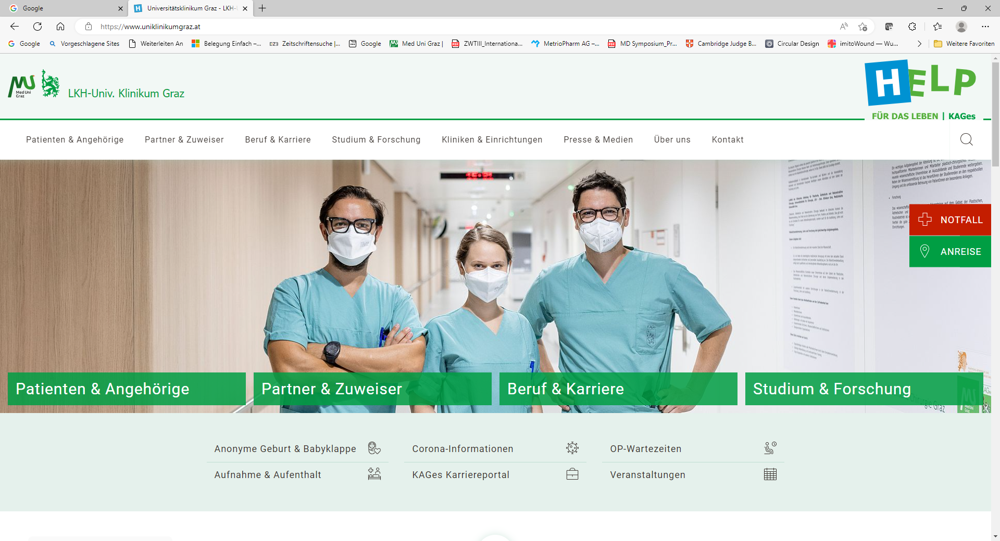 Google
Universitätsklinikum Graz - LKH-U
https://www.uniklinikumgraz.at
Google
Vorgeschlagene Sites
Weiterleiten An
Belegung Einfach –...
EZ3 Zeitschriftensuche |...
Google
Med Uni Graz |
ZWTIII_Internationa...
MetrioPharm AG –...
MD Symposium_Pr...
Cambridge Judge B...
Circular Design
imitoWound — Wu...
Weitere Favoriten
Med Uni
Graz
LKH-Univ. Klinikum Graz
HELP
FÜR DAS LEBEN | KAGes
Patienten & Angehörige
Partner & Zuweiser
Beruf & Karriere
Studium & Forschung
Kliniken & Einrichtungen
Presse & Medien
Über uns
Kontakt
NOTFALL
ANREISE
Patienten & Angehörige
Partner & Zuweiser
Beruf & Karriere
Studium & Forschung
Anonyme Geburt & Babyklappe
Corona-Informationen
OP-Wartezeiten
Aufnahme & Aufenthalt
KAGes Karriereportal
Veranstaltungen